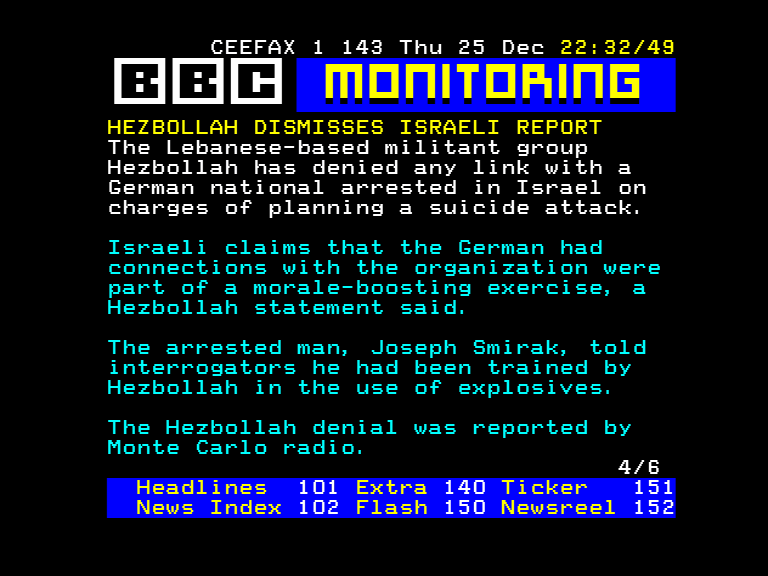 CEEFAX 1 143 Thu 25 Dec 22:32/49
BBC MONITORING
HEZBOLLAH DISMISSES ISRAELI REPORT
The Lebanese-based militant group
Hezbollah has denied any link with a
German national arrested in Israel on
charges of planning a suicide attack.
Israeli claims that the German had
connections with the organization were
part of a morale-boosting exercise, a
Hezbollah statement said.
The arrested man, Joseph Smirak, told
interrogators he had been trained by
Hezbollah in the use of explosives.
The Hezbollah denial was reported by
Monte Carlo radio.
4/6
Headlines 101 Extra 140 Ticker 151
News Index 102 Flash 150 Newsreel 152